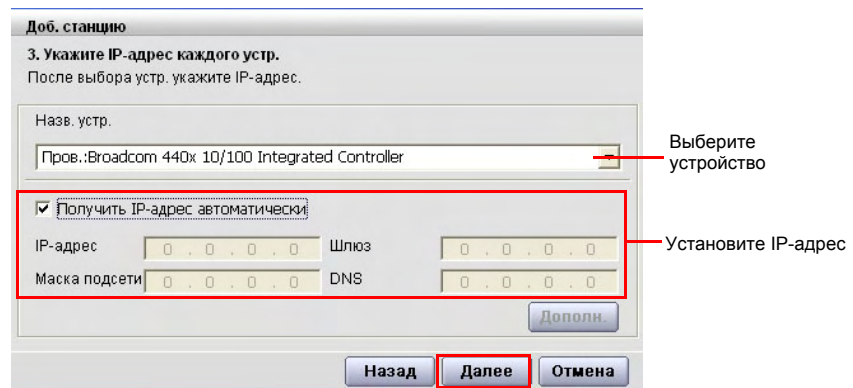 Доб. станцию
3. Укажите IP-адрес каждого устр.
После выбора устр. укажите IP-адрес.
Назв. устр.
Пров.:Broadcom 440x 10/100 Integrated Controller
Выберите
устройство
Получить IP-адрес автоматически
IP-адрес 0 . 0 . 0 . 0 Шлюз 0 . 0 . 0 . 0
Установите IP-адрес
Маска подсети 0 . 0 . 0 . 0 DNS 0 . 0 . 0 . 0
Дополн.
Назад Далее Отмена